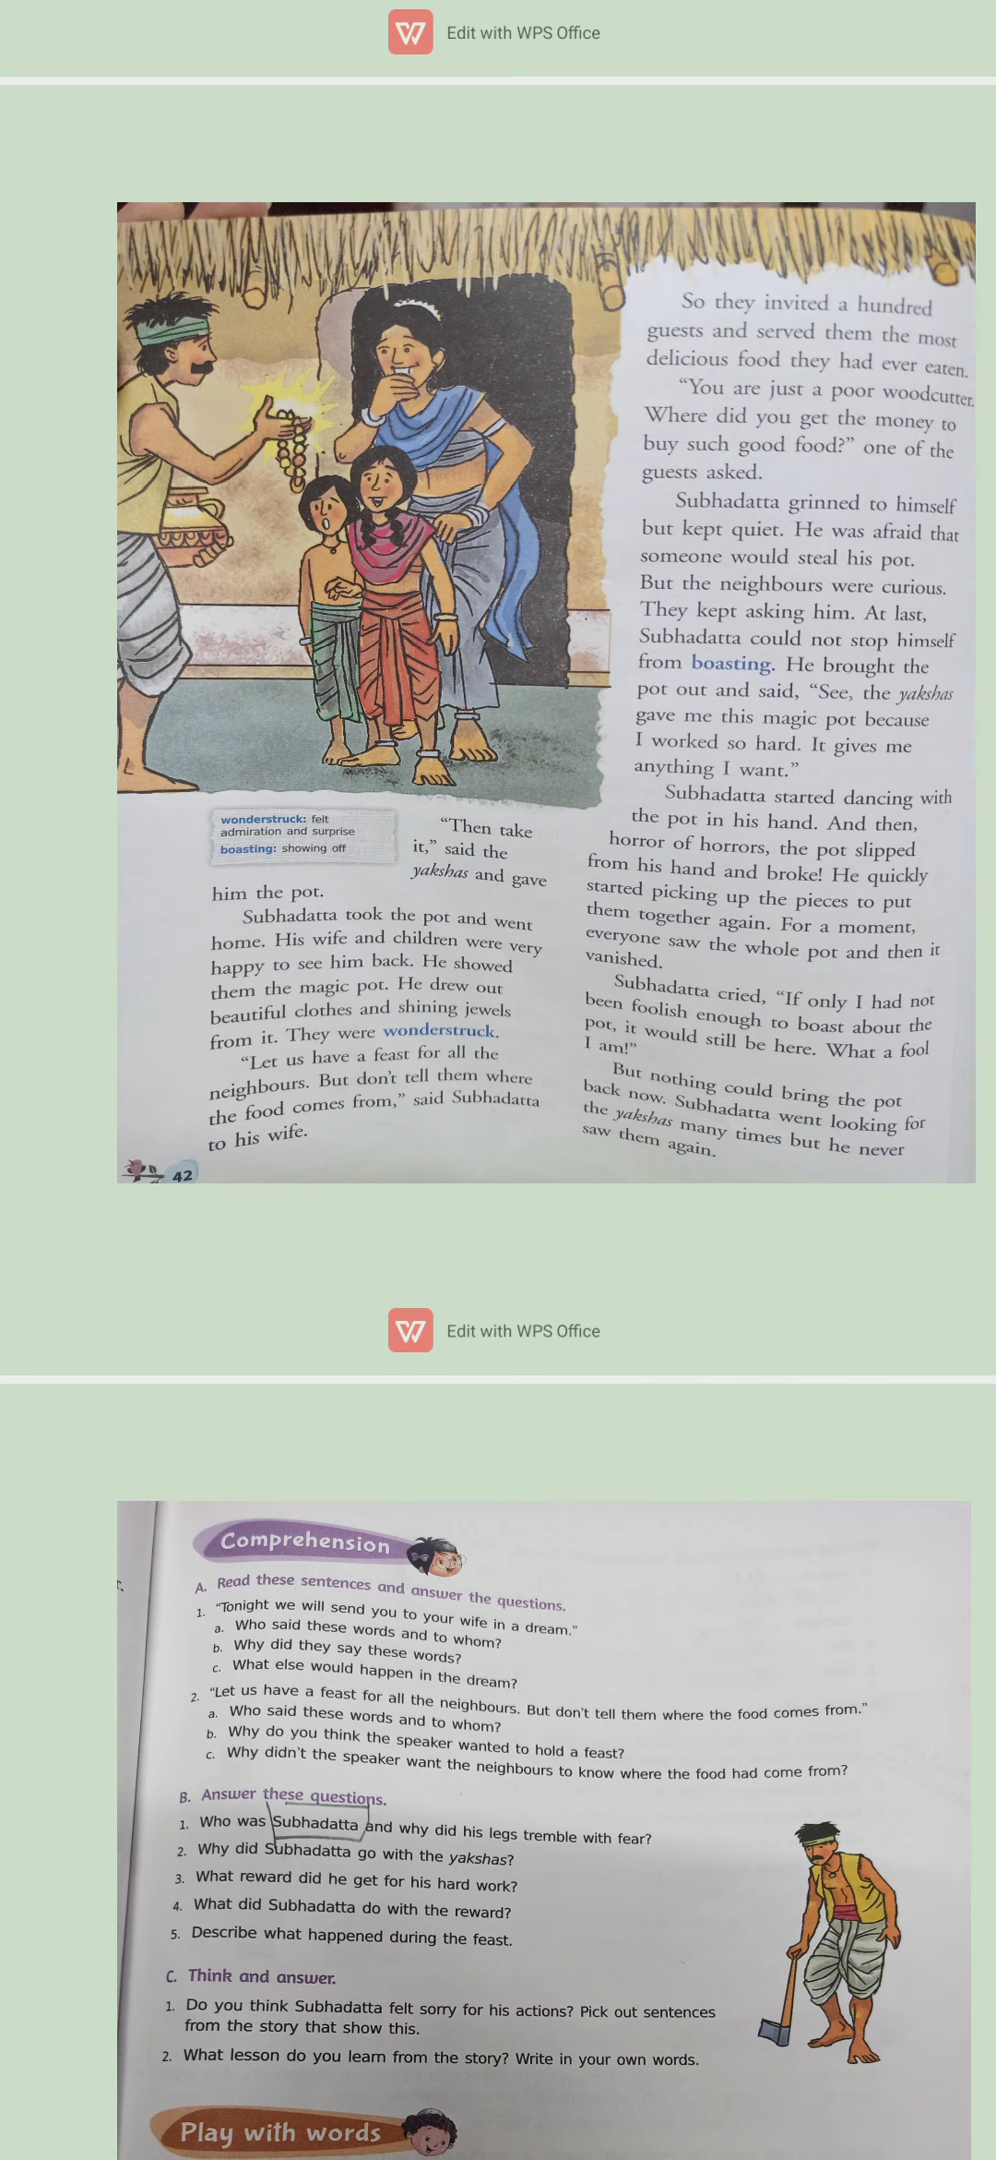 Edit with WPS Office
wonderstruck: felt
admiration and surprise
boasting: showing off
“Then take
it,” said the
yakshas and gave
him the pot.
Subhadatta took the pot and went
home. His wife and children were very
happy to see him back. He showed
them the magic pot. He drew out
beautiful clothes and shining jewels
from it. They were wonderstruck.
“Let us have a feast for all the
neighbours. But don’t tell them where
the food comes from,” said Subhadatta
to his wife.
42
So they invited a hundred
guests and served them the most
delicious food they had ever eaten.
“You are just a poor woodcutter.
Where did you get the money to
buy such good food?” one of the
guests asked.
Subhadatta grinned to himself
but kept quiet. He was afraid that
someone would steal his pot.
But the neighbours were curious.
They kept asking him. At last,
Subhadatta could not stop himself
from boasting. He brought the
pot out and said, “See, the yakshas
gave me this magic pot because
I worked so hard. It gives me
anything I want.”
Subhadatta started dancing with
the pot in his hand. And then,
horror of horrors, the pot slipped
from his hand and broke! He quickly
started picking up the pieces to put
them together again. For a moment,
everyone saw the whole pot and then it
vanished.
Subhadatta cried, “If only I had not
been foolish enough to boast about the
pot, it would still be here. What a fool
I am!”
But nothing could bring the pot
back now. Subhadatta went looking for
the yakshas many times but he never
saw them again.
Edit with WPS Office
Comprehension
A. Read these sentences and answer the questions.
1. “Tonight we will send you to your wife in a dream.”
a. Who said these words and to whom?
b. Why did they say these words?
c. What else would happen in the dream?
2. “Let us have a feast for all the neighbours. But don’t tell them where the food comes from.”
a. Who said these words and to whom?
b. Why do you think the speaker wanted to hold a feast?
c. Why didn’t the speaker want the neighbours to know where the food had come from?
B. Answer these questions.
1. Who was Subhadatta and why did his legs tremble with fear?
2. Why did Subhadatta go with the yakshas?
3. What reward did he get for his hard work?
4. What did Subhadatta do with the reward?
5. Describe what happened during the feast.
C. Think and answer.
1. Do you think Subhadatta felt sorry for his actions? Pick out sentences
from the story that show this.
2. What lesson do you learn from the story? Write in your own words.
Play with words